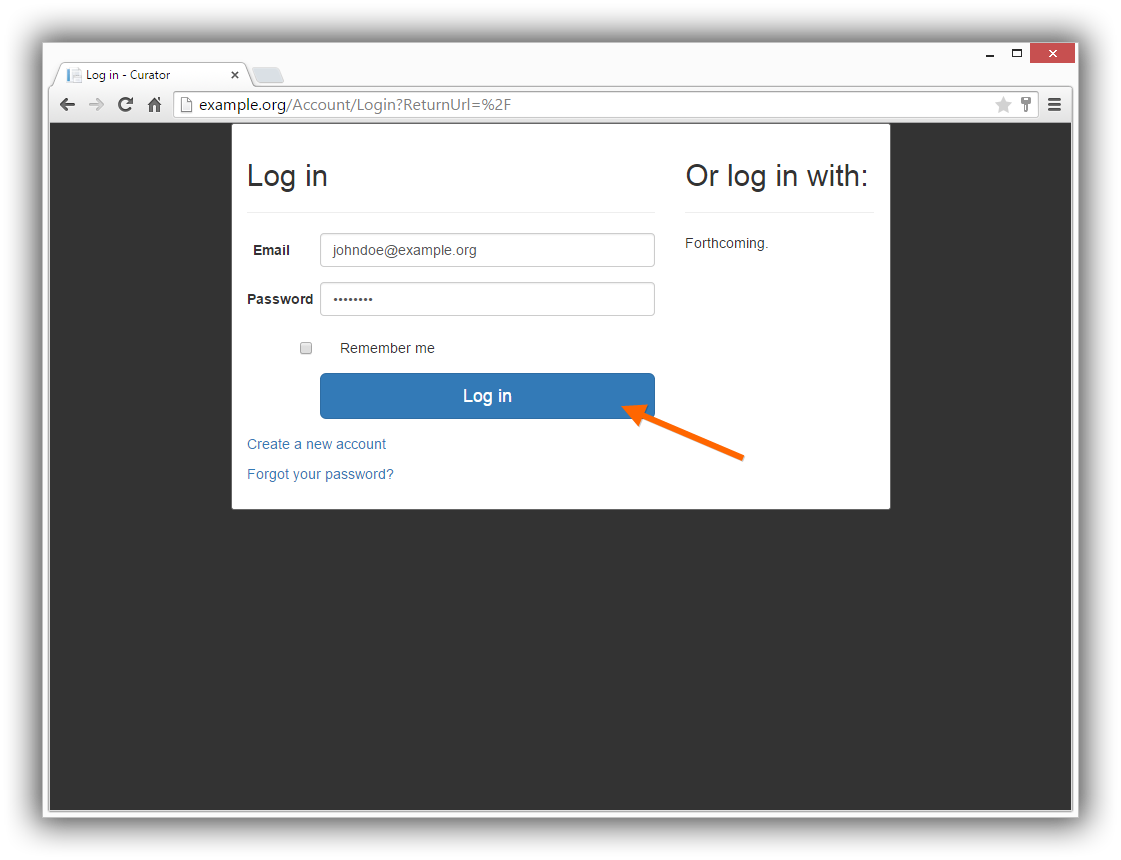 Log in - Curator
example.org/Account/Login?ReturnUrl=%2F
Log in
Email johndoe@example.org
Password ••••••••
Remember me
Log in
Create a new account
Forgot your password?
Or log in with:
Forthcoming.